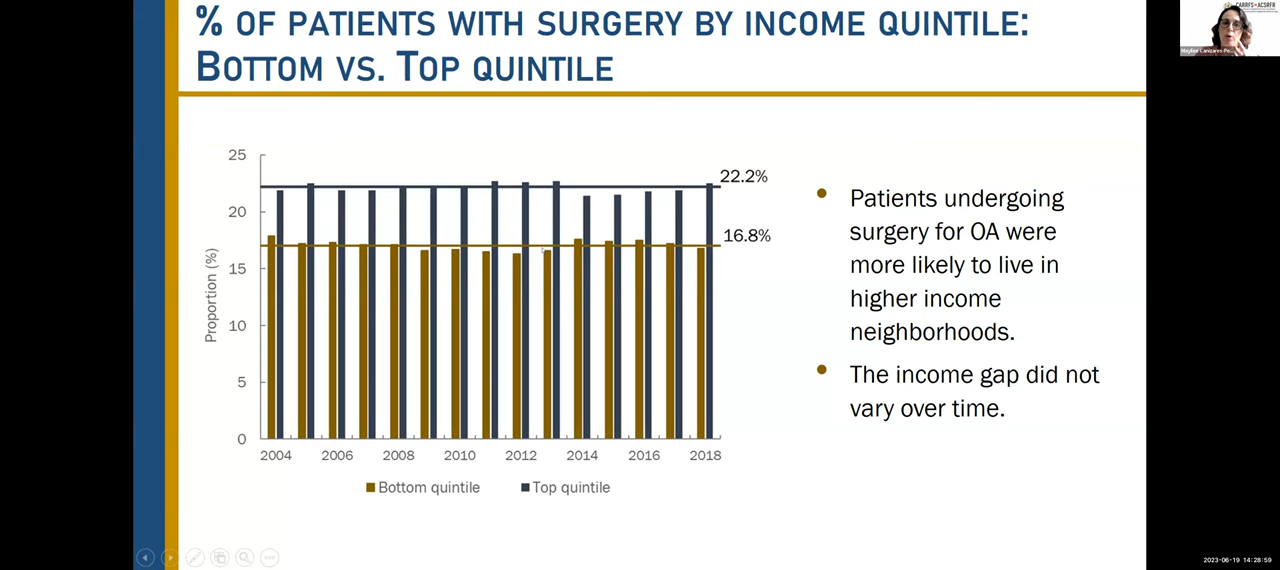 % OF PATIENTS WITH SURGERY BY INCOME QUINTILE:
BOTTOM VS. TOP QUINTILE
CARRFS • ACSRFR
25
20
15
10
5
0
Proportion (%)
22.2%
16.8%
2004 2006 2008 2010 2012 2014 2016 2018
Bottom quintile Top quintile
• Patients undergoing
surgery for OA were
more likely to live in
higher income
neighborhoods.
• The income gap did not
vary over time.
2023-06-19 14:28:59